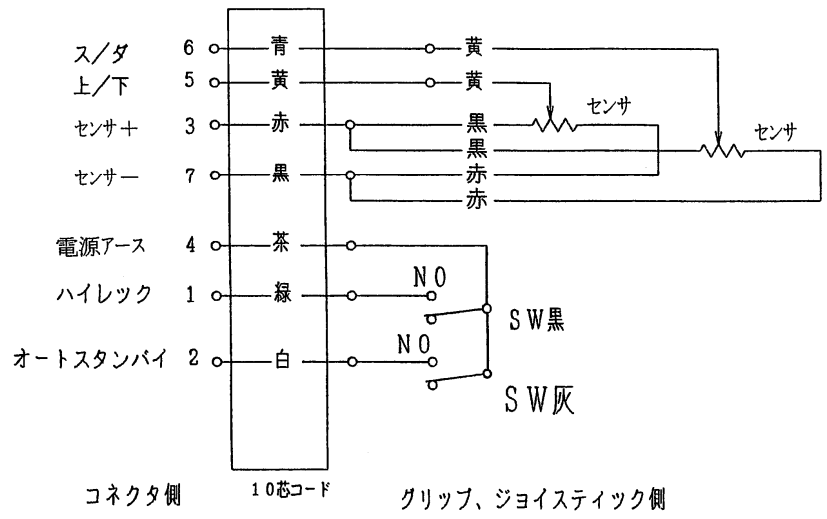 ス/タ 6 青 黄
上/下 5 黄 黄 センサ
センサ+ 3 赤 黒 センサ
黒
センサー 7 黒 赤
赤
電源アース 4 茶
ハイレック 1 緑 NO
SW黒
オートスタンバイ 2 白 NO
SW灰
コネクタ側 10芯コード グリップ、ジョイスティック側